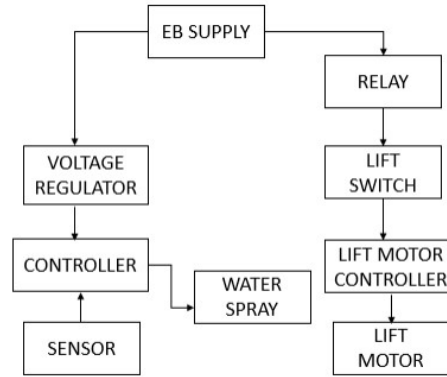 EB SUPPLY
RELAY
VOLTAGE
REGULATOR
LIFT
SWITCH
CONTROLLER
LIFT MOTOR
CONTROLLER
WATER
SPRAY
SENSOR
LIFT
MOTOR